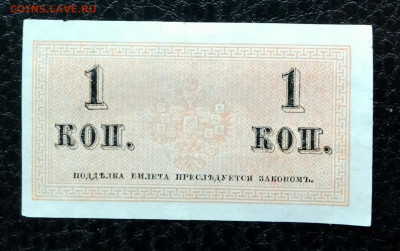 COINS.LAVE.RU
1 1
КОП. КОП.
ПОДДѢЛКА БИЛЕТА ПРЕСЛѢДУЕТСЯ ЗАКОНОМЪ.